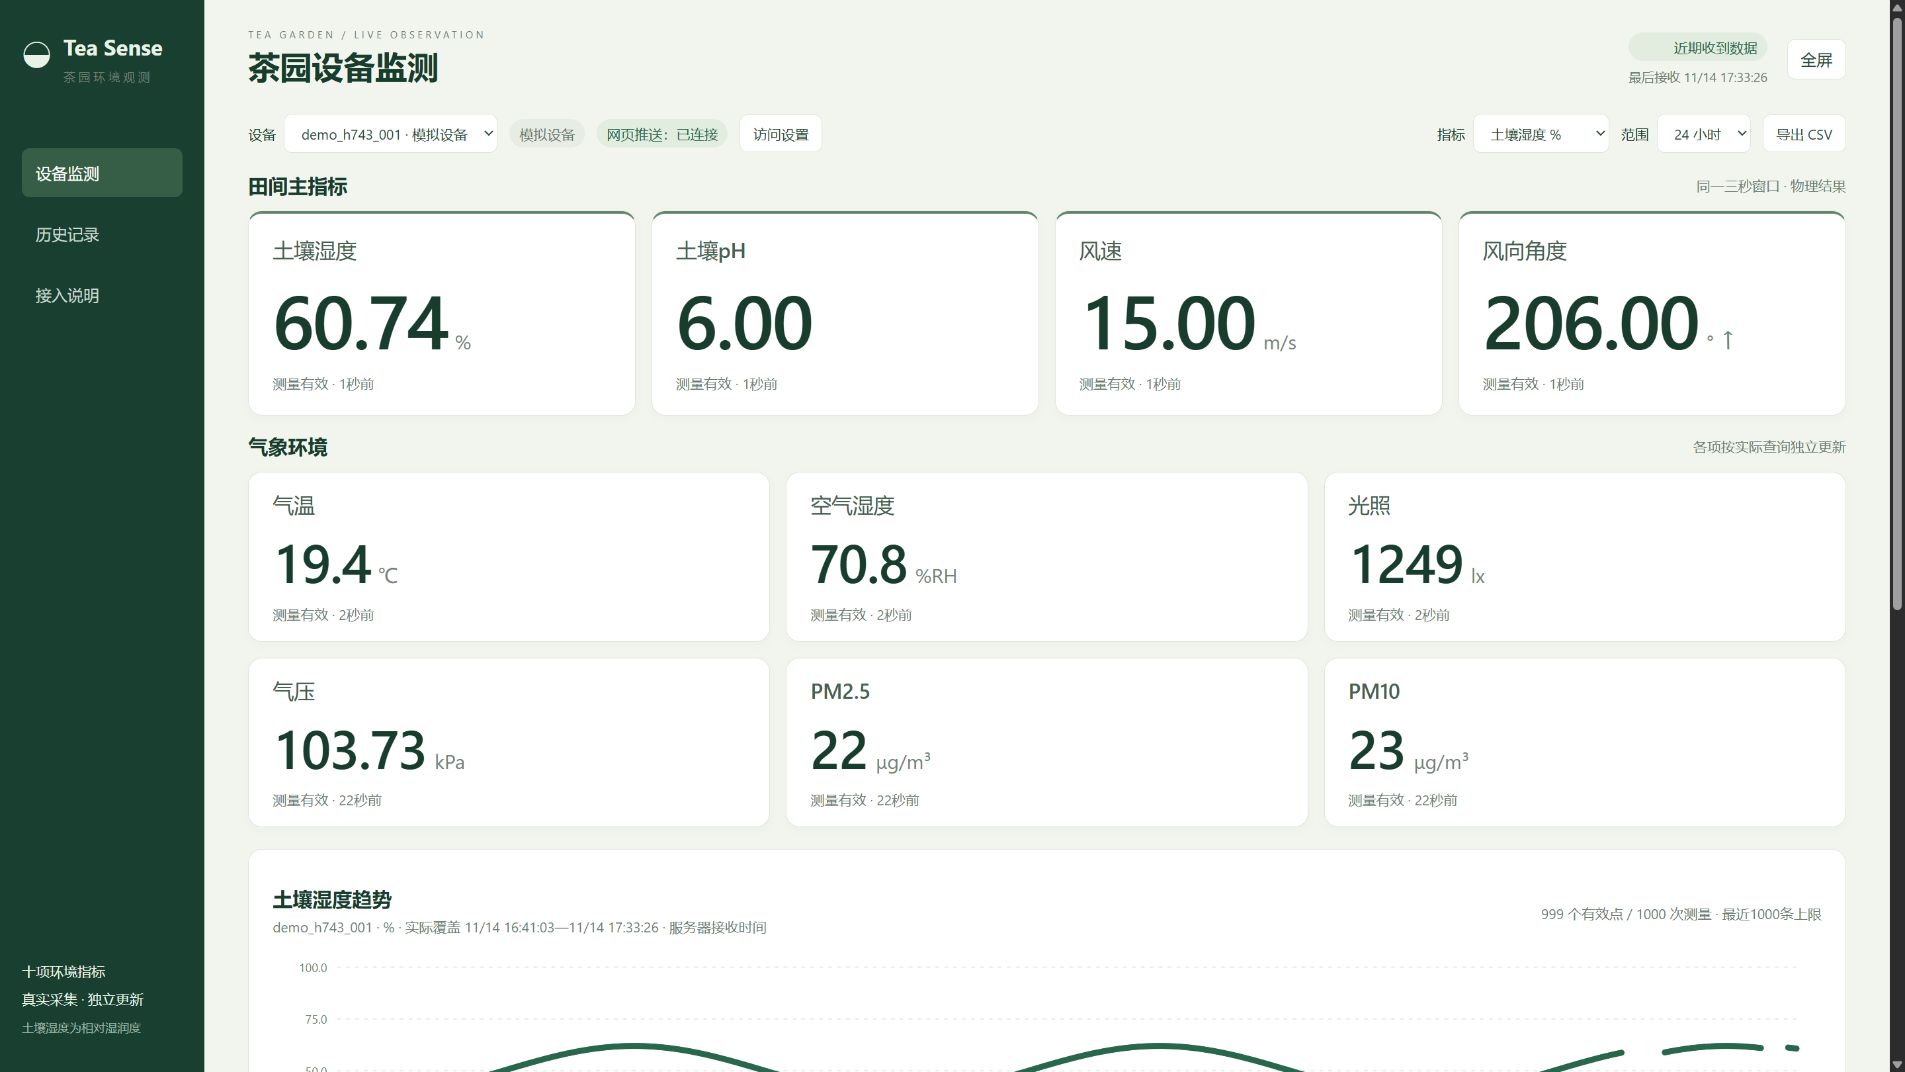 Tea Sense
茶园环境观测
设备监测
历史记录
接入说明
十项环境指标
真实采集 · 独立更新
土壤湿度为相对湿润度
TEA GARDEN / LIVE OBSERVATION
茶园设备监测
近期收到数据
最后接收 11/14 17:33:26
全屏
设备 demo_h743_001 · 模拟设备 模拟设备 网页推送：已连接 访问设置 指标 土壤湿度 % 范围 24 小时 导出 CSV
田间主指标 同一三秒窗口 · 物理结果
土壤湿度
60.74 %
测量有效 · 1秒前
土壤pH
6.00
测量有效 · 1秒前
风速
15.00 m/s
测量有效 · 1秒前
风向角度
206.00 ° ↑
测量有效 · 1秒前
气象环境 各项按实际查询独立更新
气温
19.4 ℃
测量有效 · 2秒前
空气湿度
70.8 %RH
测量有效 · 2秒前
光照
1249 lx
测量有效 · 2秒前
气压
103.73 kPa
测量有效 · 22秒前
PM2.5
22 µg/m³
测量有效 · 22秒前
PM10
23 µg/m³
测量有效 · 22秒前
土壤湿度趋势
demo_h743_001 · % · 实际覆盖 11/14 16:41:03—11/14 17:33:26 · 服务器接收时间
999 个有效点 / 1000 次测量 · 最近1000条上限
100.0
75.0
50.0